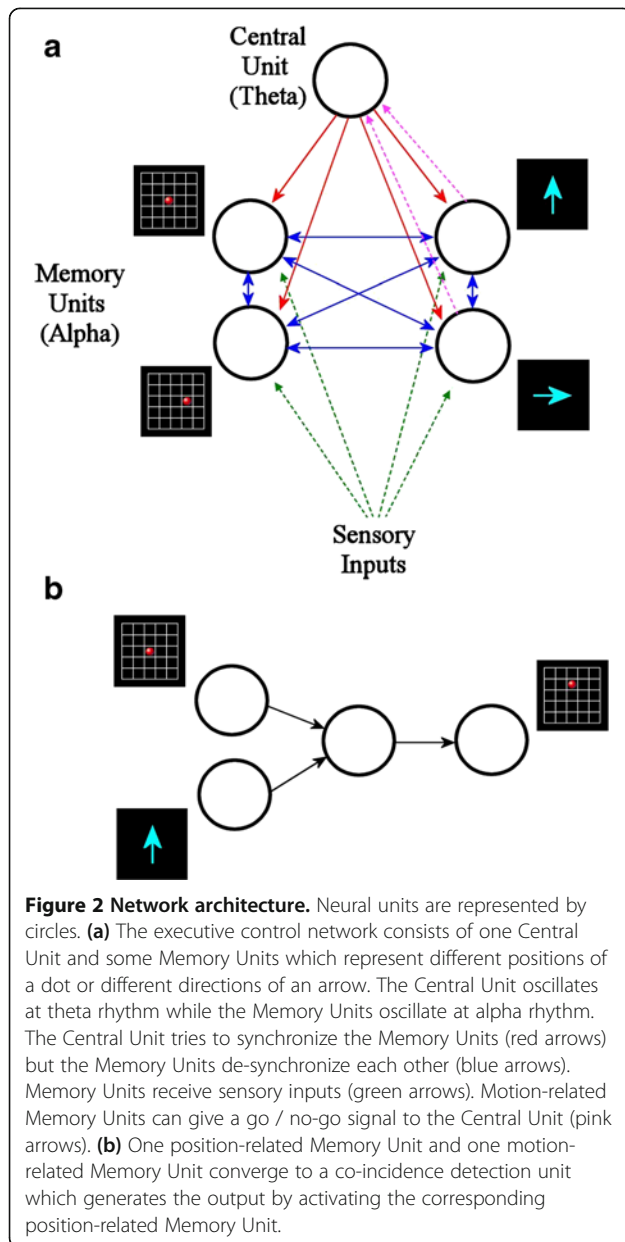 a
Central
Unit
(Theta)
Memory
Units
(Alpha)
Sensory
Inputs
b
Figure 2 Network architecture. Neural units are represented by
circles. (a) The executive control network consists of one Central
Unit and some Memory Units which represent different positions of
a dot or different directions of an arrow. The Central Unit oscillates
at theta rhythm while the Memory Units oscillate at alpha rhythm.
The Central Unit tries to synchronize the Memory Units (red arrows)
but the Memory Units de-synchronize each other (blue arrows).
Memory Units receive sensory inputs (green arrows). Motion-related
Memory Units can give a go / no-go signal to the Central Unit (pink
arrows). (b) One position-related Memory Unit and one motion-
related Memory Unit converge to a co-incidence detection unit
which generates the output by activating the corresponding
position-related Memory Unit.